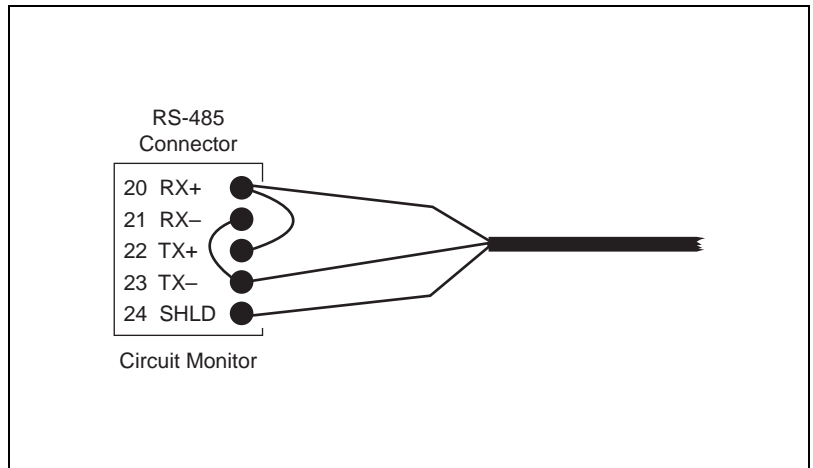 RS-485
Connector
20 RX+
21 RX–
22 TX+
23 TX–
24 SHLD
Circuit Monitor